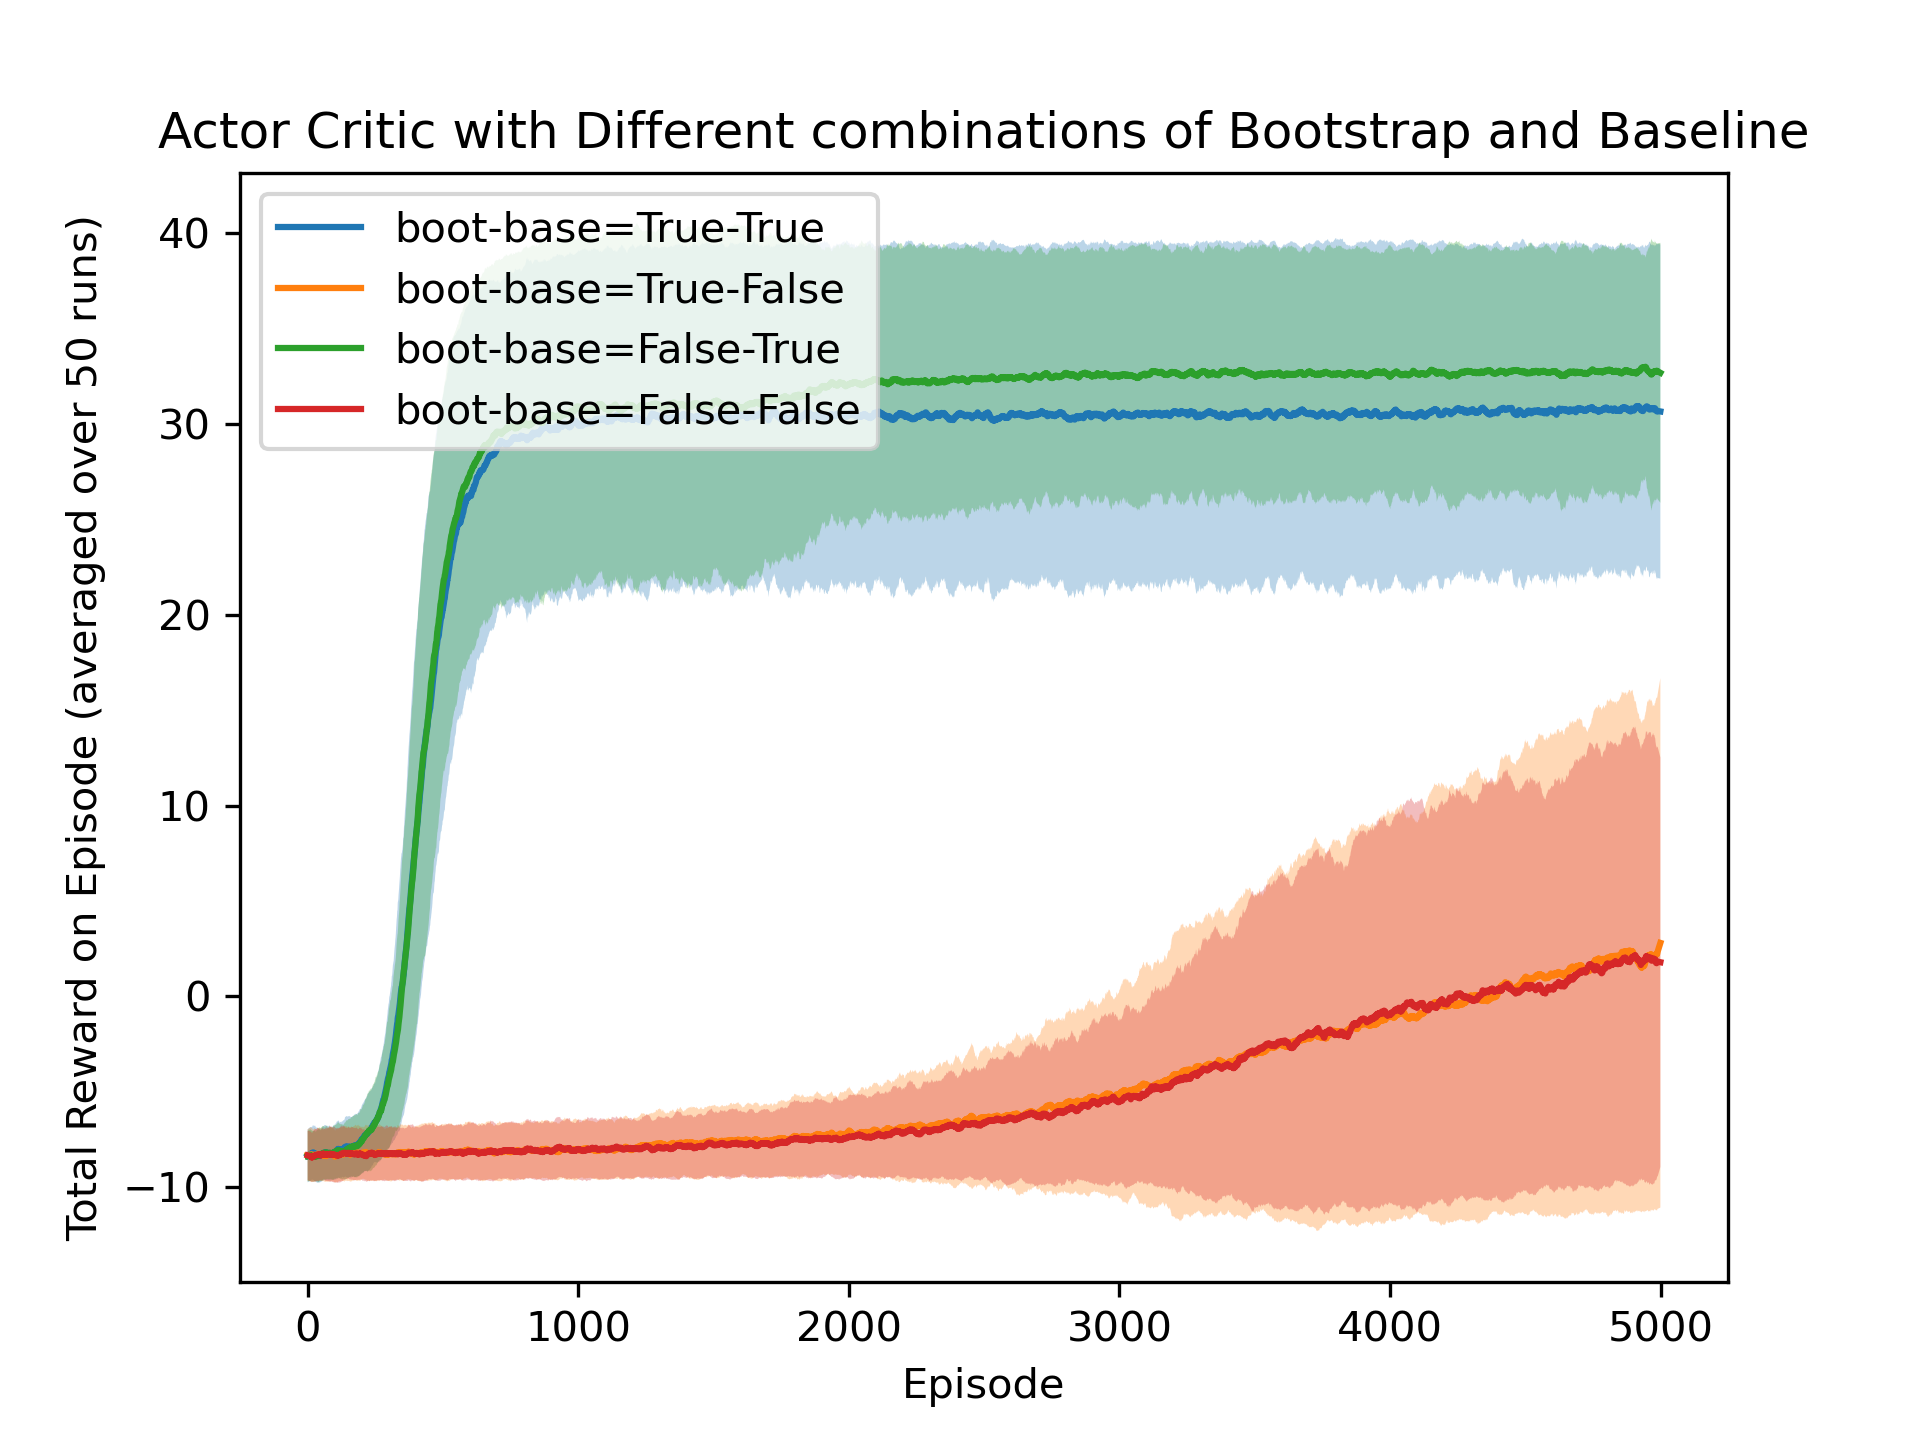 Actor Critic with Different combinations of Bootstrap and Baseline
boot-base=True-True
boot-base=True-False
boot-base=False-True
boot-base=False-False
Total Reward on Episode (averaged over 50 runs)
40
30
20
10
0
−10
0 1000 2000 3000 4000 5000
Episode